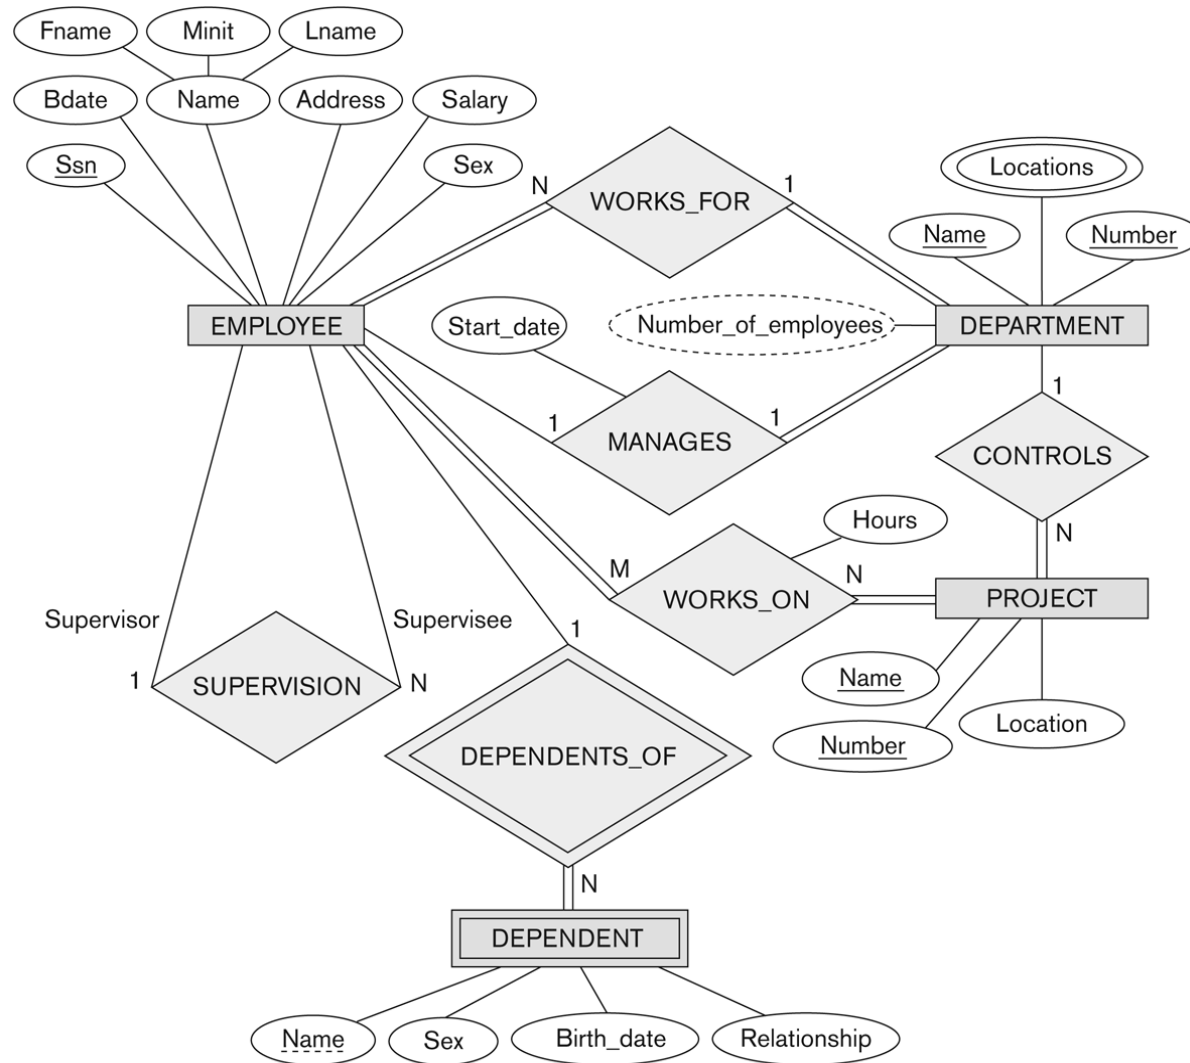 Fname
Minit
Lname
Bdate
Name
Address
Salary
Ssn
Sex
N
WORKS_FOR
1
Locations
Name
Number
EMPLOYEE
Start_date
Number_of_employees
DEPARTMENT
1
MANAGES
1
1
CONTROLS
N
Hours
M
WORKS_ON
N
PROJECT
Supervisor
Supervisee
1
SUPERVISION
N
1
Name
Number
Location
DEPENDENTS_OF
N
DEPENDENT
Name
Sex
Birth_date
Relationship